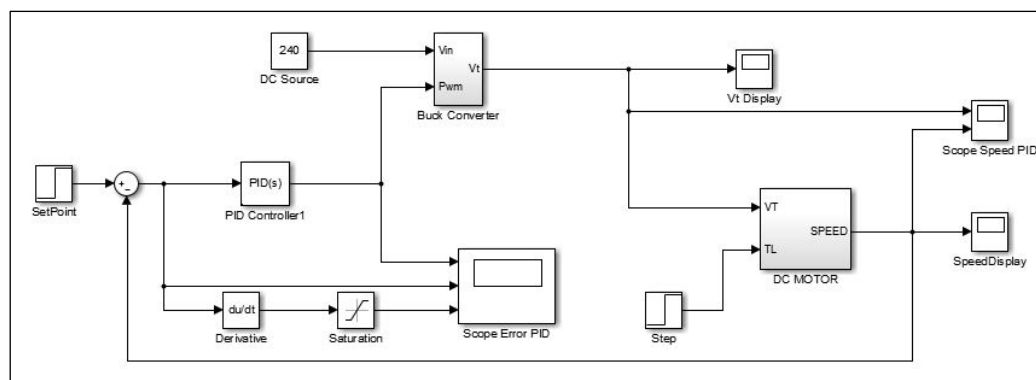 240
DC Source
Vin
Pwm
Vt
Buck Converter
Vt Display
Scope Speed PID
SetPoint
+
-
PID(s)
PID Controller1
VT
TL
SPEED
DC MOTOR
SpeedDisplay
du/dt
Derivative
Saturation
Scope Error PID
Step